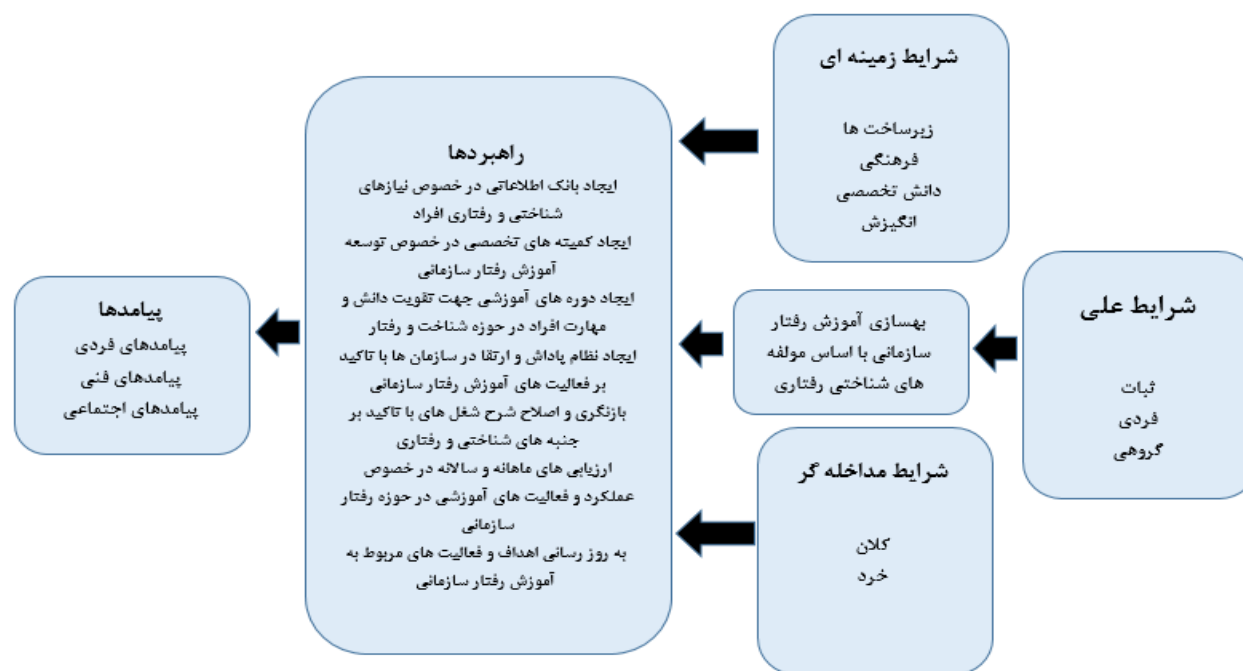 شرایط زمینه ای
زیرساخت ها
فرهنگی
دانش تخصصی
انگیزش
شرایط علی
ثبات
فردی
گروهی
بهسازی آموزش رفتار
سازمانی با اساس مولفه
های شناختی رفتاری
شرایط مداخله گر
کلان
خرد
راهبردها
ایجاد بانک اطلاعاتی در خصوص نیازهای
شناختی و رفتاری افراد
ایجاد کمیته های تخصصی در خصوص توسعه
آموزش رفتار سازمانی
ایجاد دوره های آموزشی جهت تقویت دانش و
مهارت افراد در حوزه شناخت و رفتار
ایجاد نظام پاداش و ارتقا در سازمان ها با تاکید
بر فعالیت های آموزش رفتار سازمانی
بازنگری و اصلاح شرح شغل های با تاکید بر
جنبه های شناختی و رفتاری
ارزیابی های ماهانه و سالانه در خصوص
عملکرد و فعالیت های آموزشی در حوزه رفتار
سازمانی
به روز رسانی اهداف و فعالیت های مربوط به
آموزش رفتار سازمانی
پیامدها
پیامدهای فردی
پیامدهای فنی
پیامدهای اجتماعی